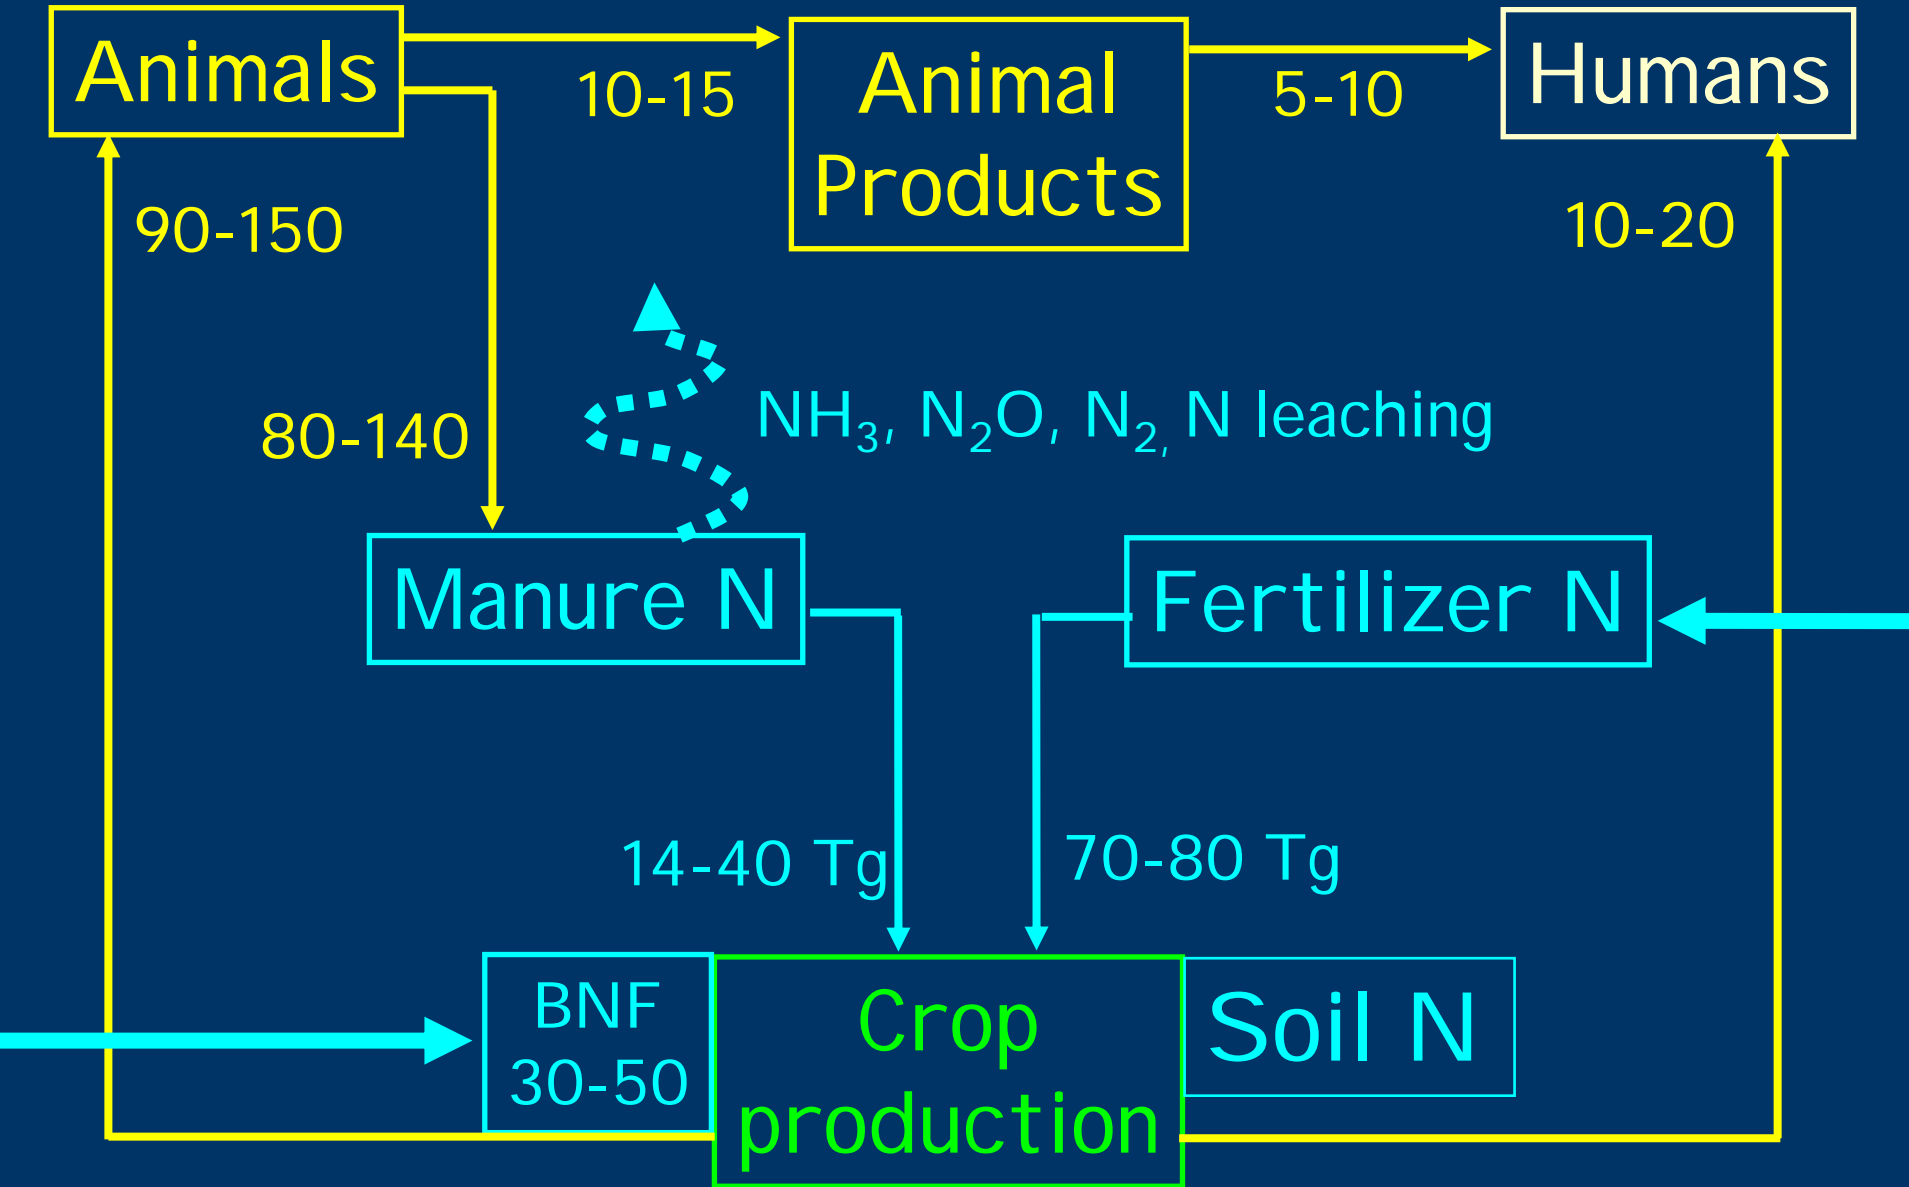 Animals
10-15
Animal
Products
5-10
Humans
90-150
10-20
80-140
NH₃, N₂O, N₂, N leaching
Manure N
Fertilizer N
14-40 Tg
70-80 Tg
BNF
30-50
Crop
production
Soil N